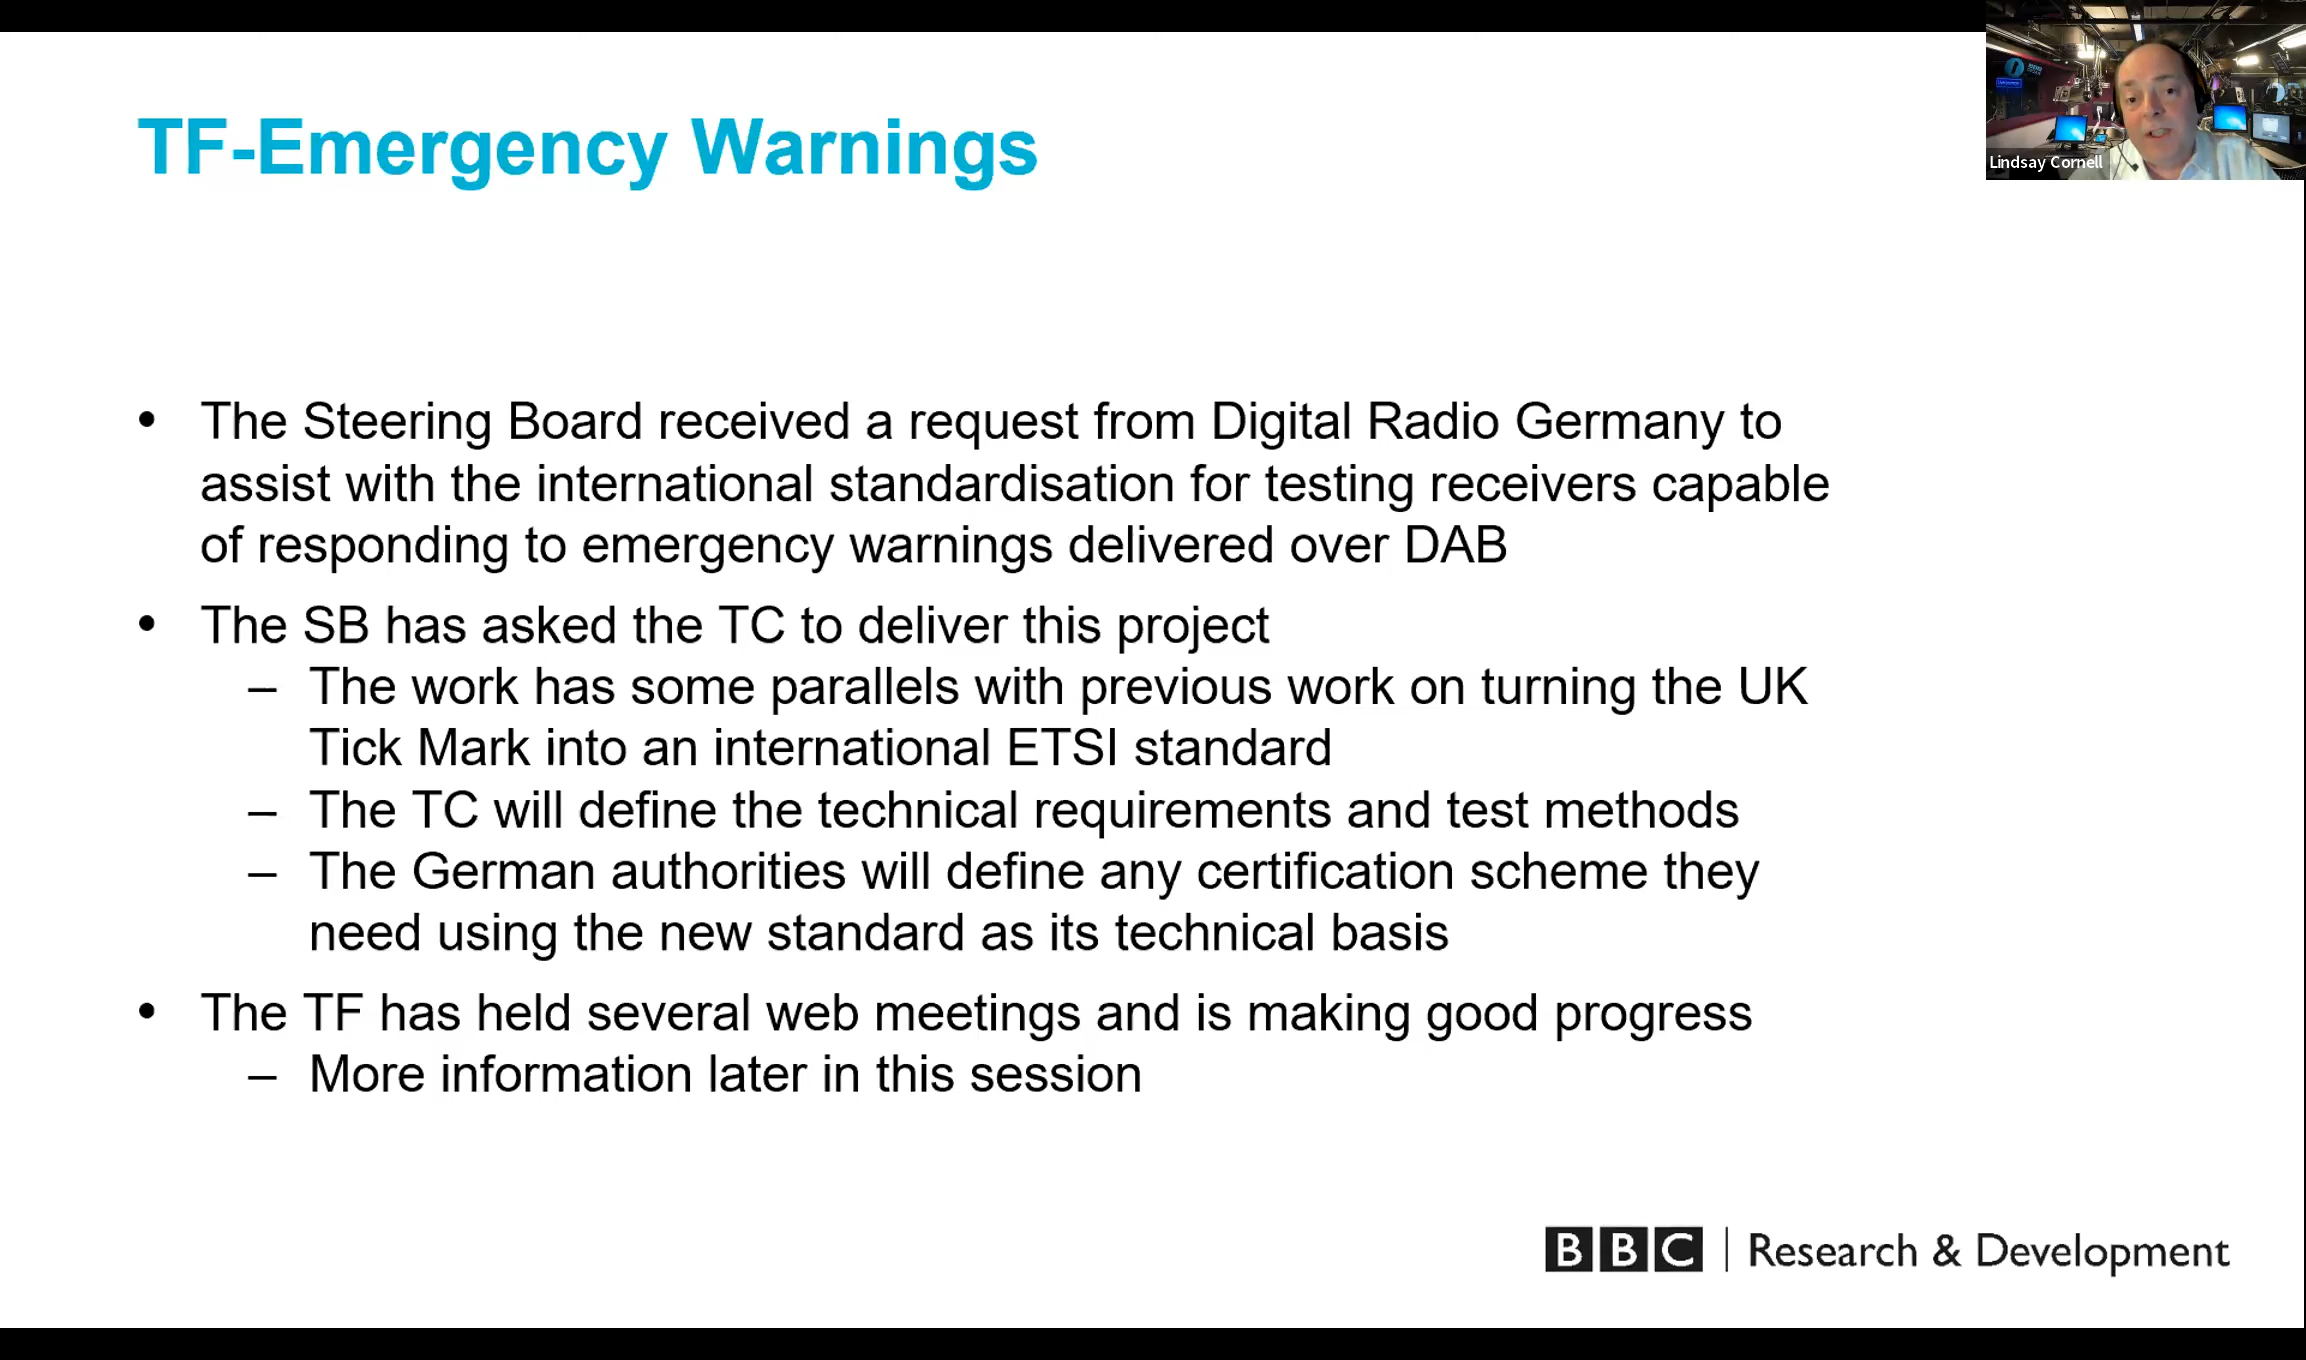 TF-Emergency Warnings
Lindsay Cornell
• The Steering Board received a request from Digital Radio Germany to
assist with the international standardisation for testing receivers capable
of responding to emergency warnings delivered over DAB
• The SB has asked the TC to deliver this project
– The work has some parallels with previous work on turning the UK
Tick Mark into an international ETSI standard
– The TC will define the technical requirements and test methods
– The German authorities will define any certification scheme they
need using the new standard as its technical basis
• The TF has held several web meetings and is making good progress
– More information later in this session
BBC | Research & Development